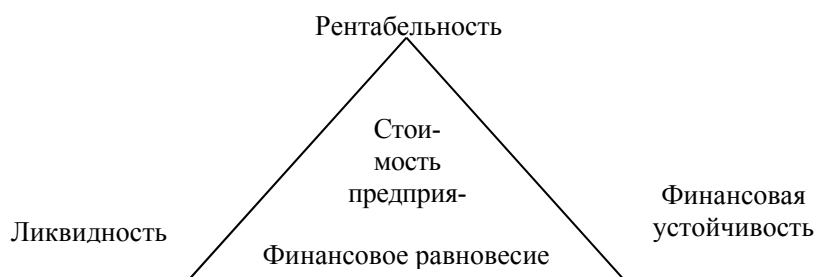 Рентабельность
Стои-
мость
предприя-
Финансовая
устойчивость
Ликвидность
Финансовое равновесие